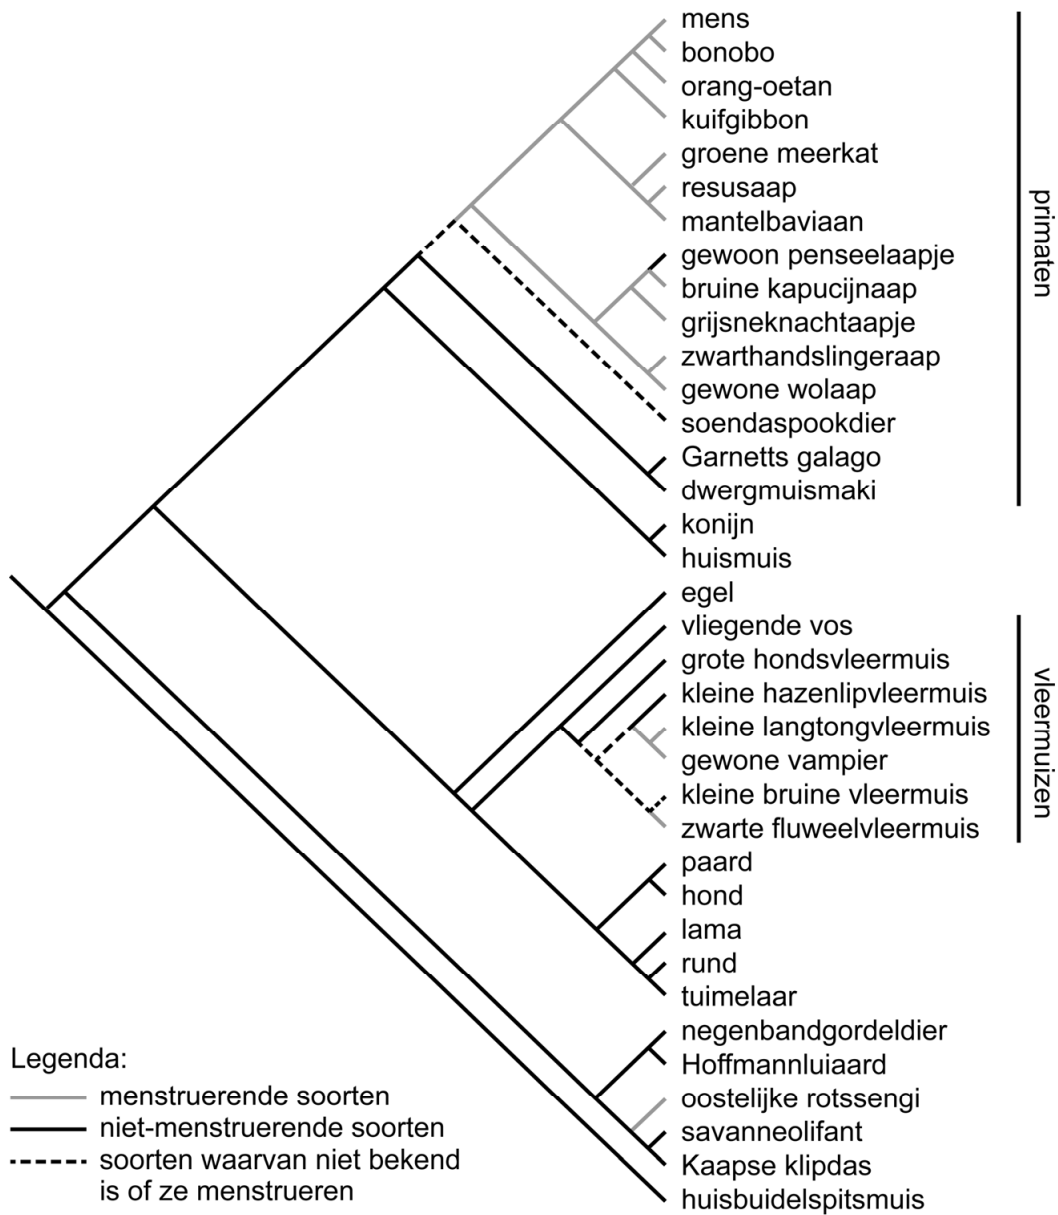 mens
bonobo
orang-oetan
kuifgibbon
groene meerkat
resusaap
mantelbaviaan
gewoon penseelaapje
bruine kapucijnaap
grijsneknachtaapje
zwarthandslingeraap
gewone wolaap
soendaspookdier
Garnetts galago
dwergmuismaki
primaten
konijn
huismuis
egel
vliegende vos
grote hondsvleermuis
kleine hazenlipvleermuis
kleine langtongvleermuis
gewone vampier
kleine bruine vleermuis
zwarte fluweelvleermuis
vleermuizen
paard
hond
lama
rund
tuimelaar
negenbandgordeldier
Hoffmannluiaard
oostelijke rotssengi
savanneolifant
Kaapse klipdas
huisbuidelspitsmuis
Legenda:
menstruerende soorten
niet-menstruerende soorten
soorten waarvan niet bekend
is of ze menstrueren